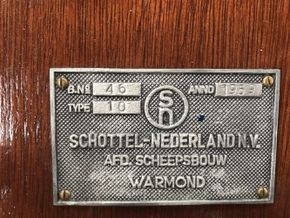 B.Nº 46 ANNO 1969
TYPE 10
SN
SCHOTTEL-NEDERLAND N.V.
AFD. SCHEEPSBOUW
WARMOND